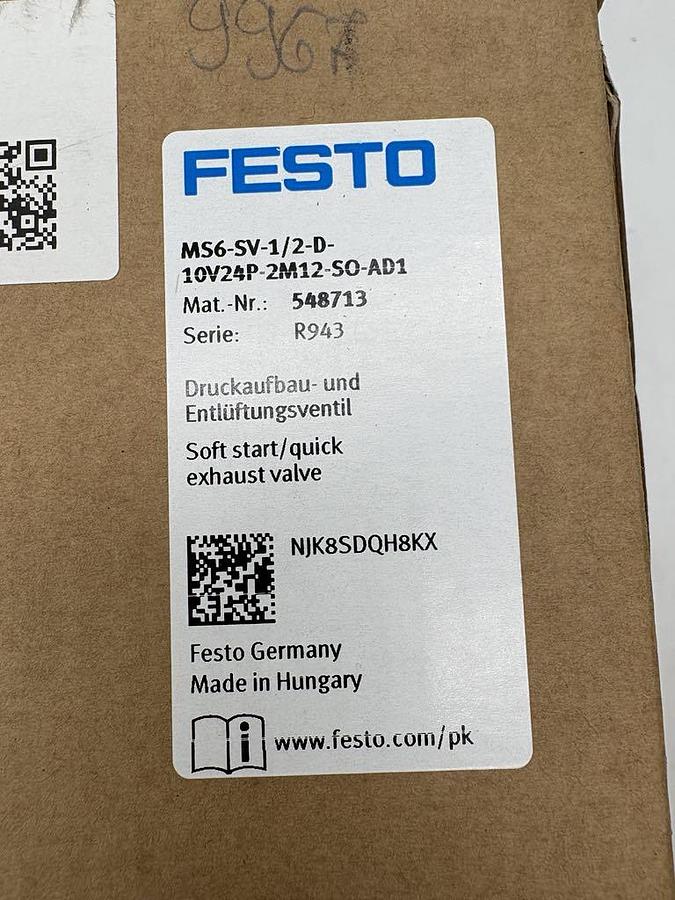 9967
FESTO
MS6-SV-1/2-D-
10V24P-2M12-SO-AD1
Mat.-Nr.: 548713
Serie: R943
Druckaufbau- und
Entlüftungsventil
Soft start/quick
exhaust valve
NJK8SDQH8KX
Festo Germany
Made in Hungary
www.festo.com/pk